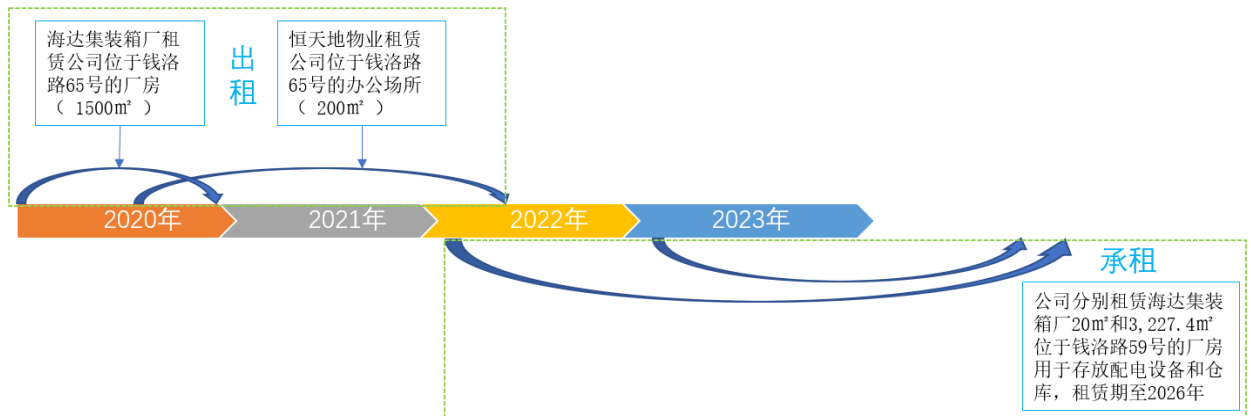 海达集装箱厂租
赁公司位于钱洛
路65号的厂房
（ 1500㎡ ）
出
租
恒天地物业租赁
公司位于钱洛路
65号的办公场所
（ 200㎡ ）
2020年
2021年
2022年
2023年
承租
公司分别租赁海达集装
箱厂20㎡和3,227.4㎡
位于钱洛路59号的厂房
用于存放配电设备和仓
库，租赁期至2026年